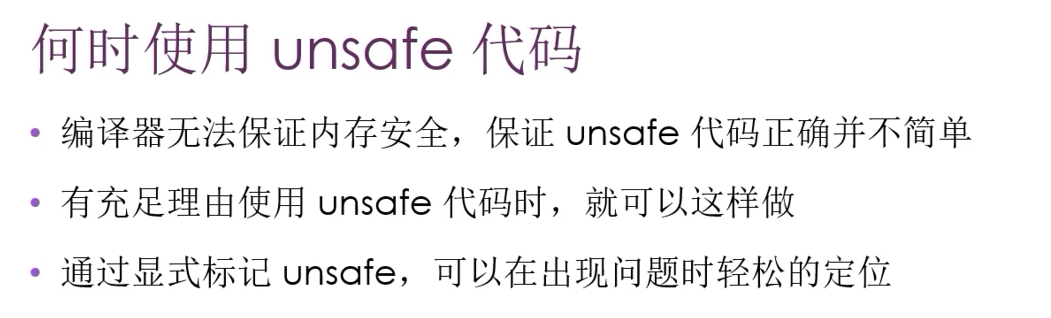 何时使用 unsafe 代码
• 编译器无法保证内存安全，保证 unsafe 代码正确并不简单
• 有充足理由使用 unsafe 代码时，就可以这样做
• 通过显式标记 unsafe，可以在出现问题时轻松的定位